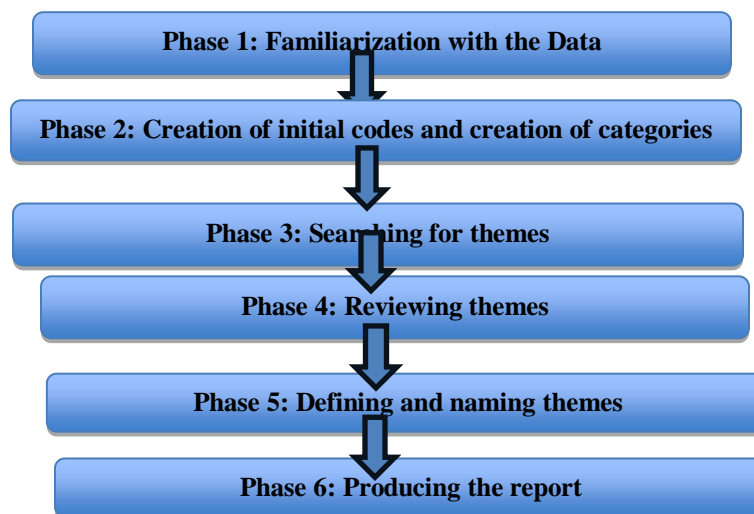 Phase 1: Familiarization with the Data
Phase 2: Creation of initial codes and creation of categories
Phase 3: Searching for themes
Phase 4: Reviewing themes
Phase 5: Defining and naming themes
Phase 6: Producing the report